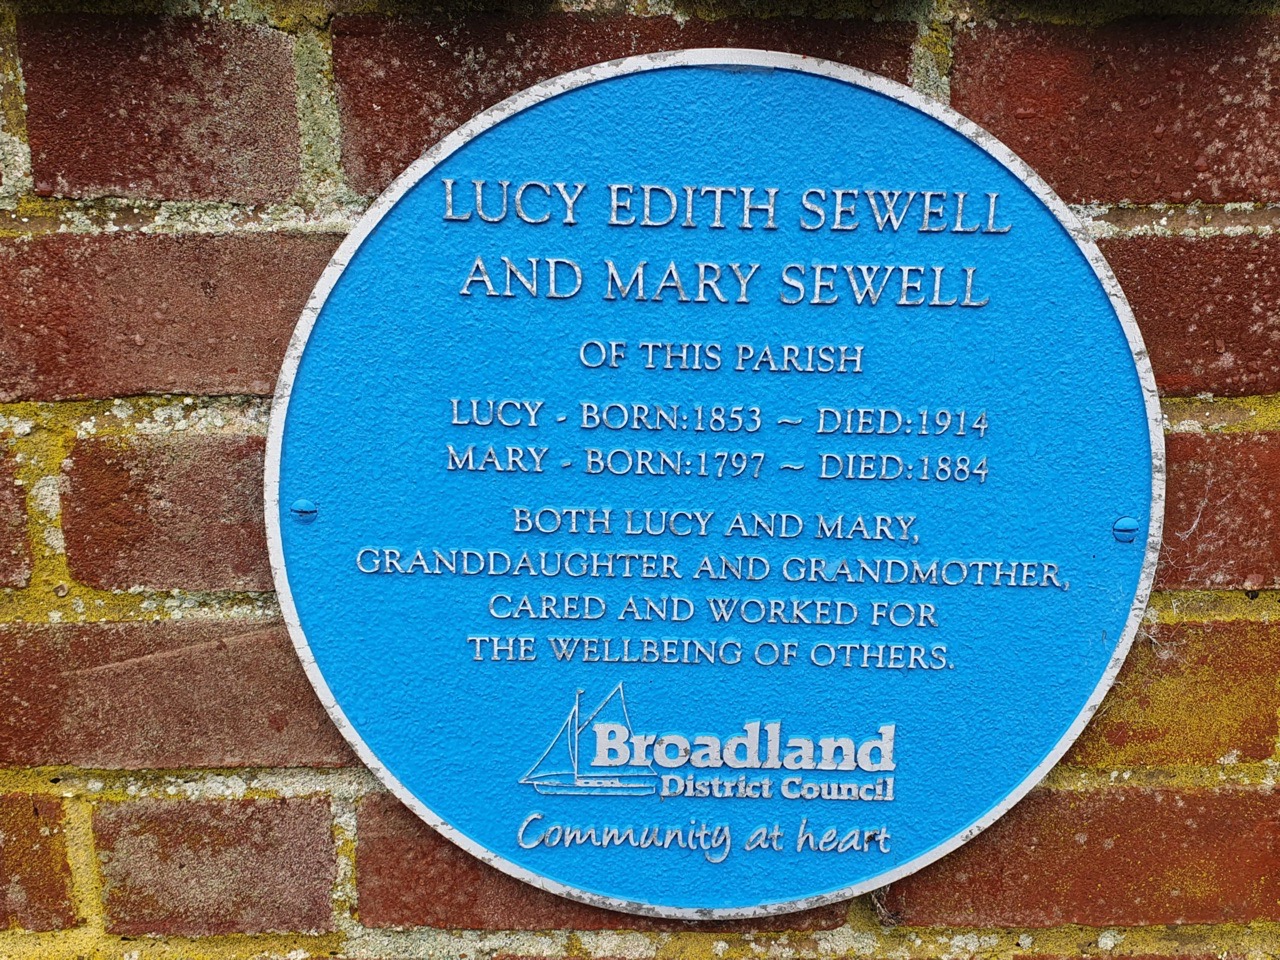 LUCY EDITH SEWELL
AND MARY SEWELL
OF THIS PARISH
LUCY - BORN:1853 ~ DIED:1914
MARY - BORN:1797 ~ DIED:1884
BOTH LUCY AND MARY,
GRANDDAUGHTER AND GRANDMOTHER,
CARED AND WORKED FOR
THE WELLBEING OF OTHERS.
Broadland
District Council
Community at heart